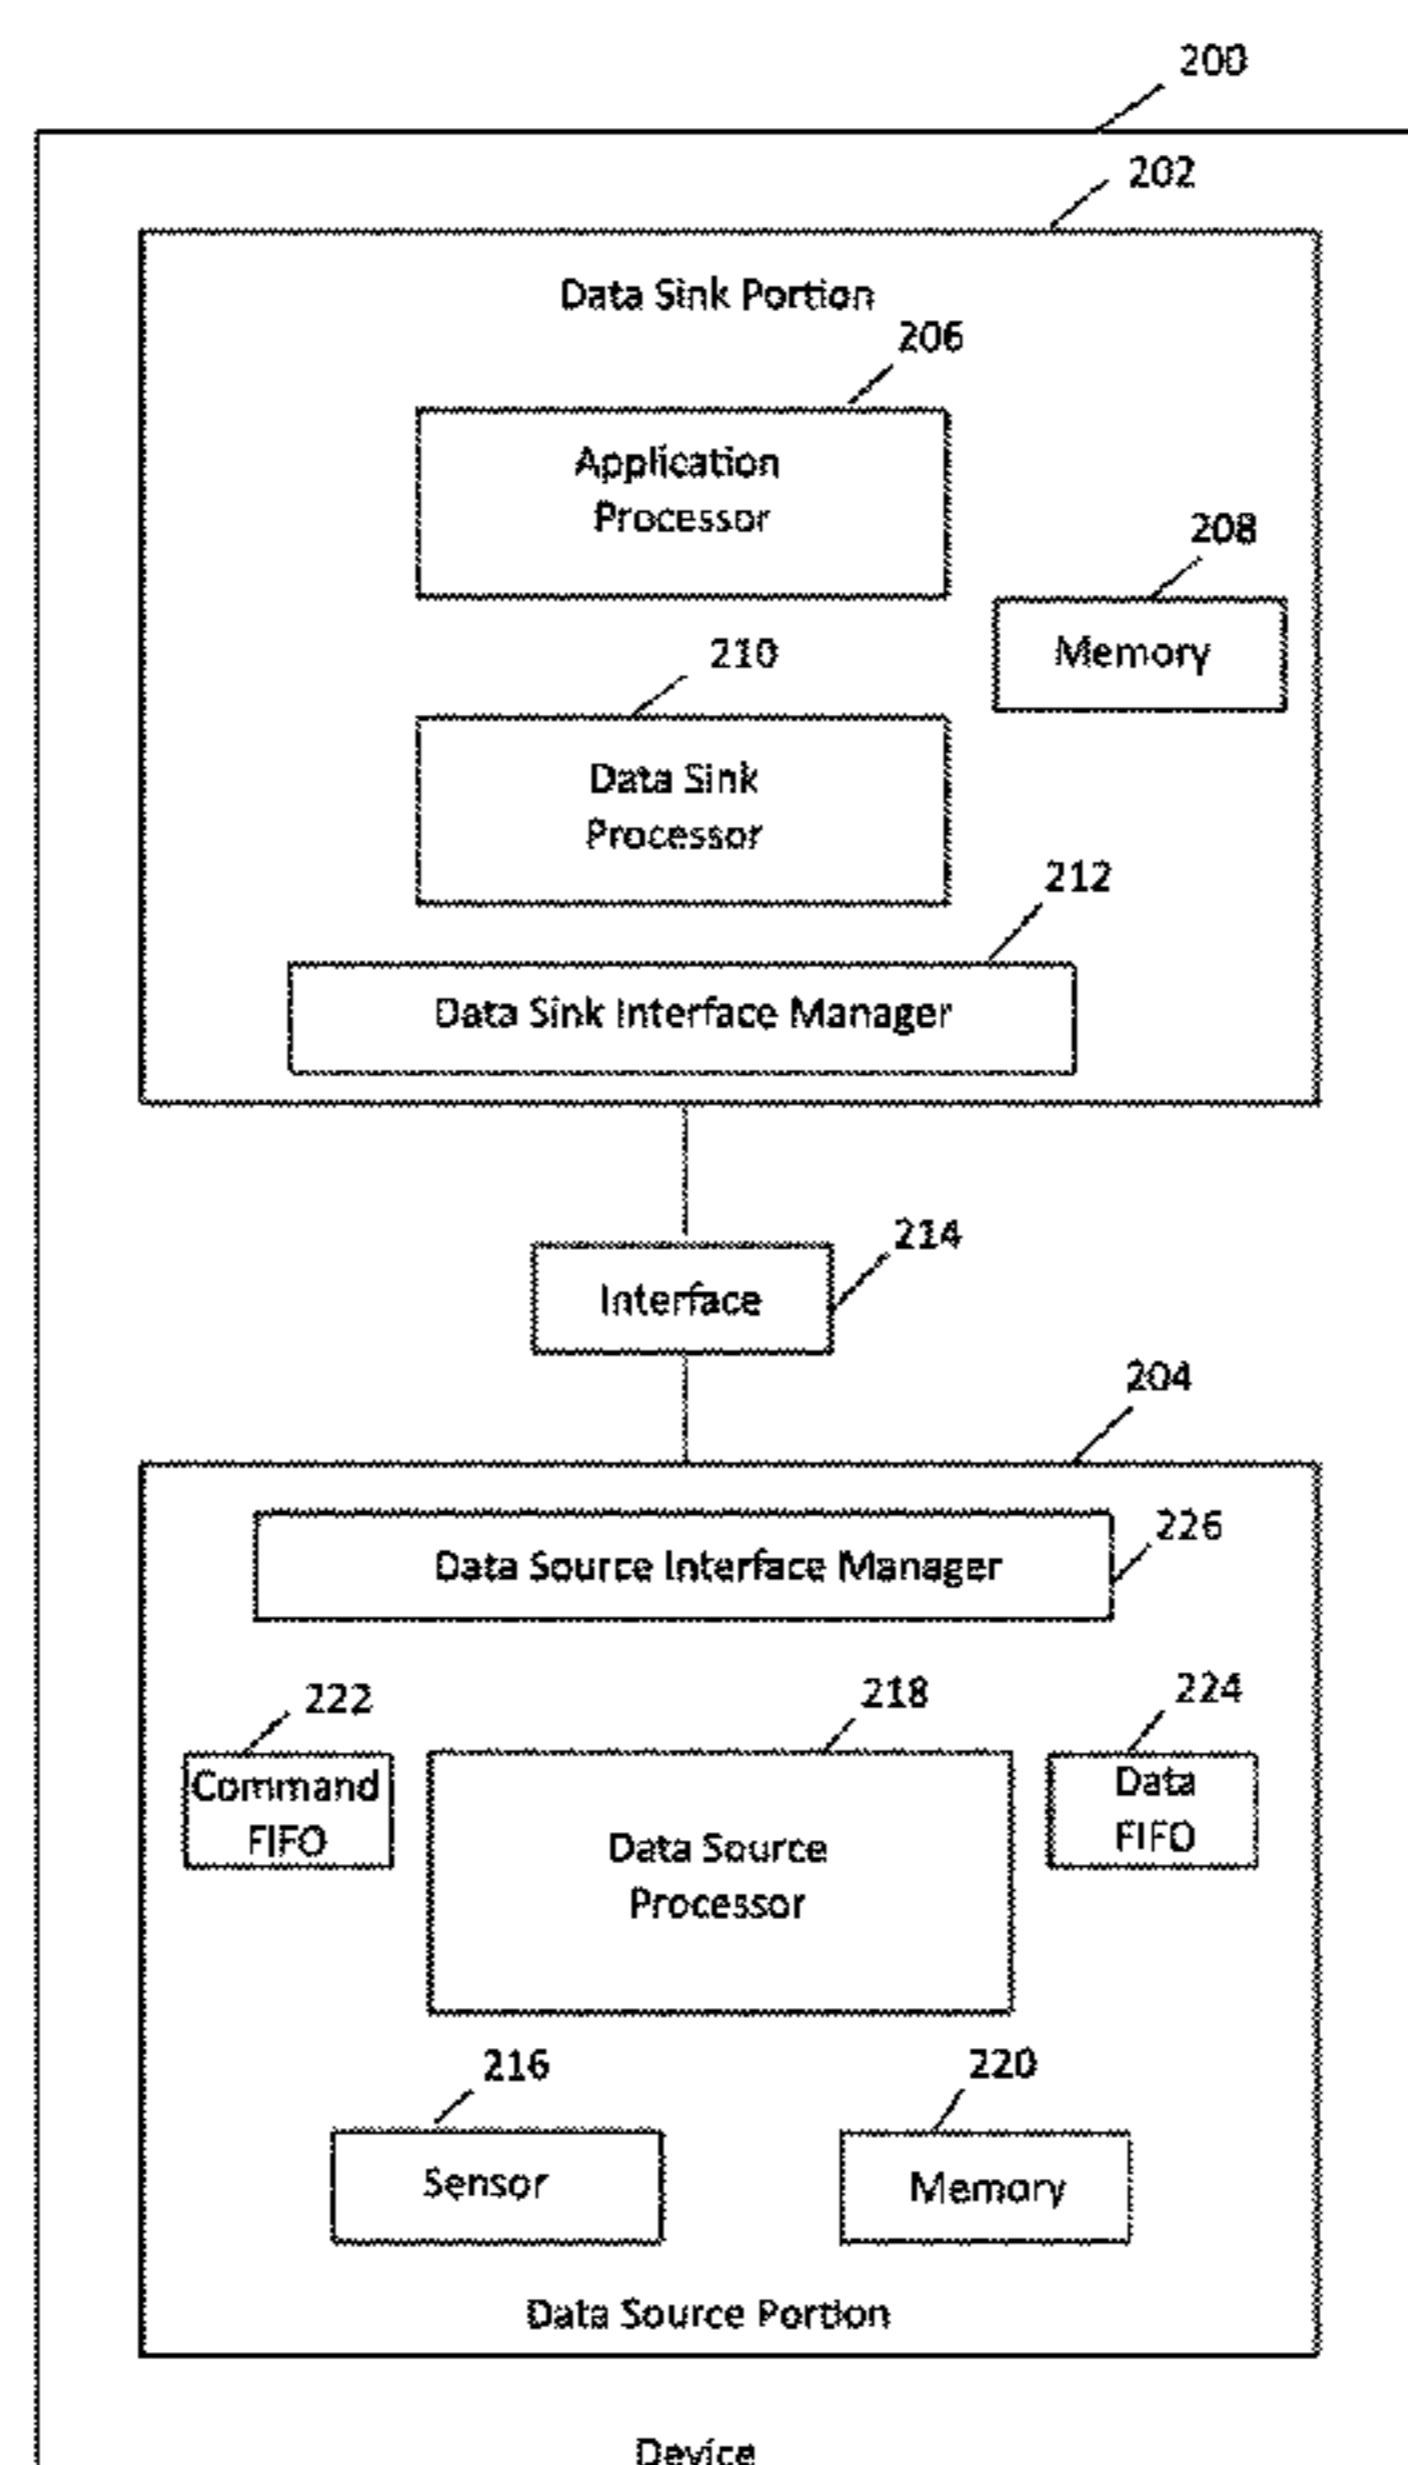 200
202
Data Sink Portion
206
Application
Processor
208
Memory
210
Data Sink
Processor
212
Data Sink Interface Manager
214
Interface
204
226
Data Source Interface Manager
222
Command
FIFO
218
Data Source
Processor
224
Data
FIFO
216
Sensor
220
Memory
Data Source Portion
Device